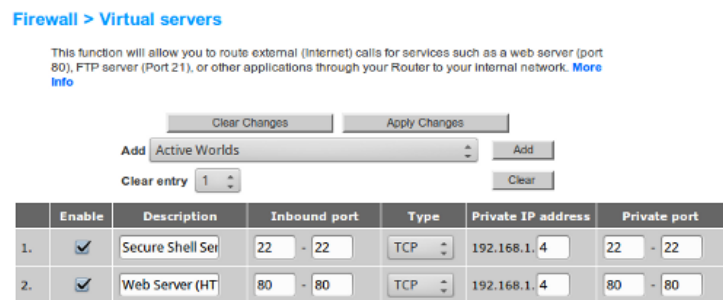 Firewall > Virtual servers
This function will allow you to route external (Internet) calls for services such as a web server (port
80), FTP server (Port 21), or other applications through your Router to your internal network. More
Info
Clear Changes Apply Changes
Add Active Worlds Add
Clear entry 1 Clear
Enable Description Inbound port Type Private IP address Private port
1. Secure Shell Ser 22 - 22 TCP 192.168.1. 4 22 - 22
2. Web Server (HT 80 - 80 TCP 192.168.1. 4 80 - 80